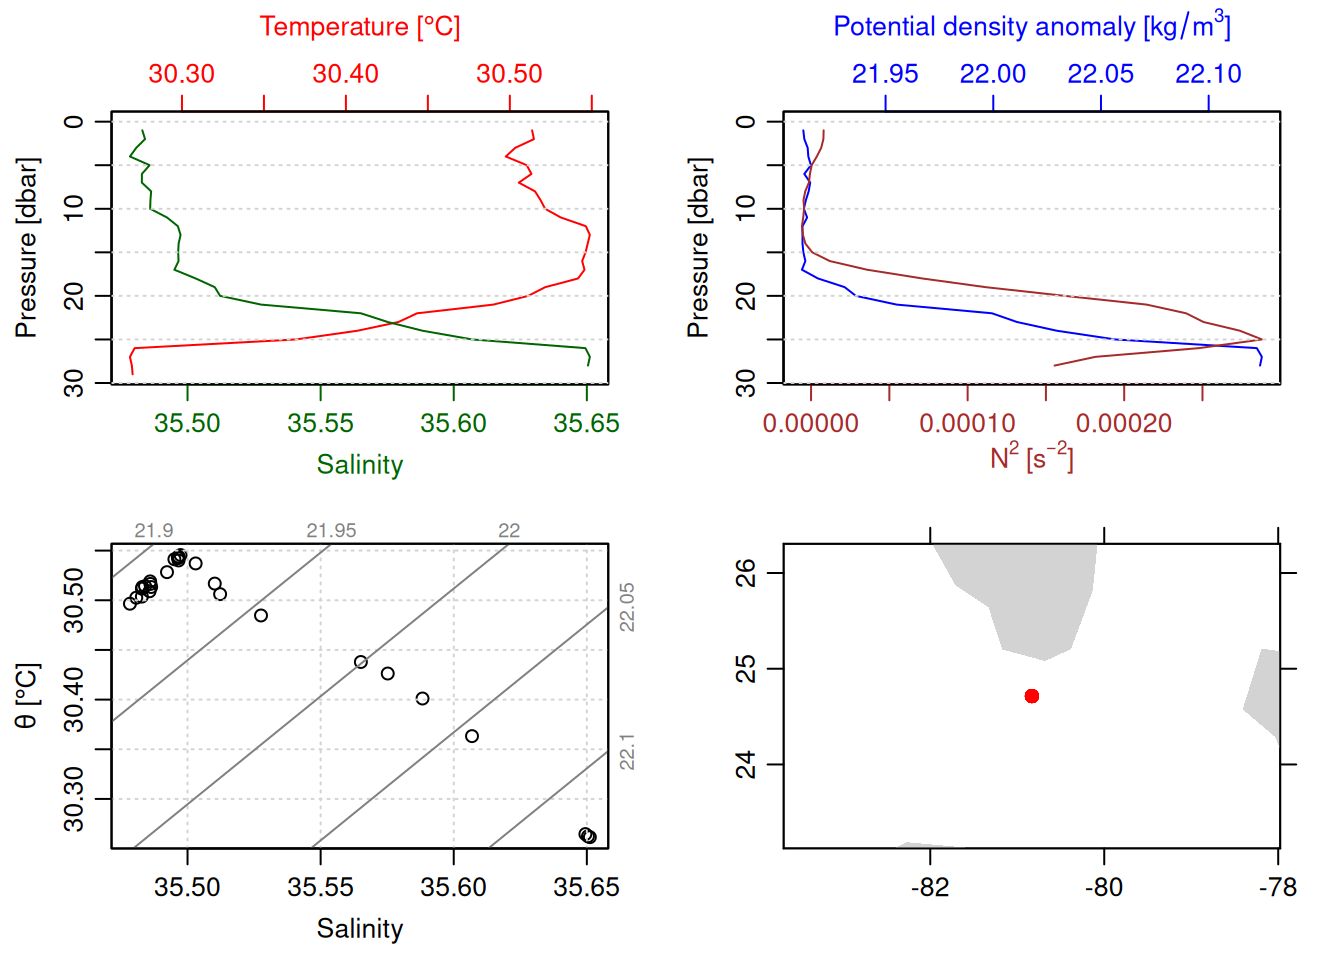 Temperature [°C]
30.30 30.40 30.50
Pressure [dbar]
0
10
20
30
35.50 35.55 35.60 35.65
Salinity
Potential density anomaly [kg/m³]
21.95 22.00 22.05 22.10
Pressure [dbar]
0
10
20
30
0.00000 0.00010 0.00020
N² [s⁻²]
21.9 21.95 22
22.05
22.1
θ [°C]
30.50
30.40
30.30
35.50 35.55 35.60 35.65
Salinity
26
25
24
-82 -80 -78